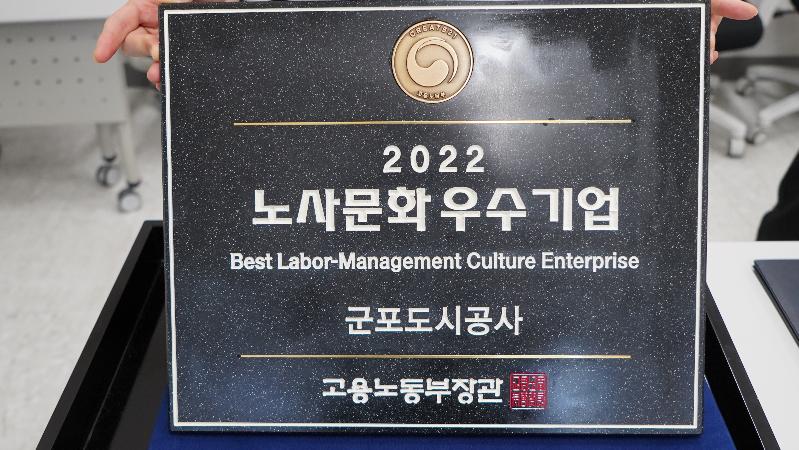 2022
노사문화 우수기업
Best Labor-Management Culture Enterprise
군포도시공사
고용노동부장관